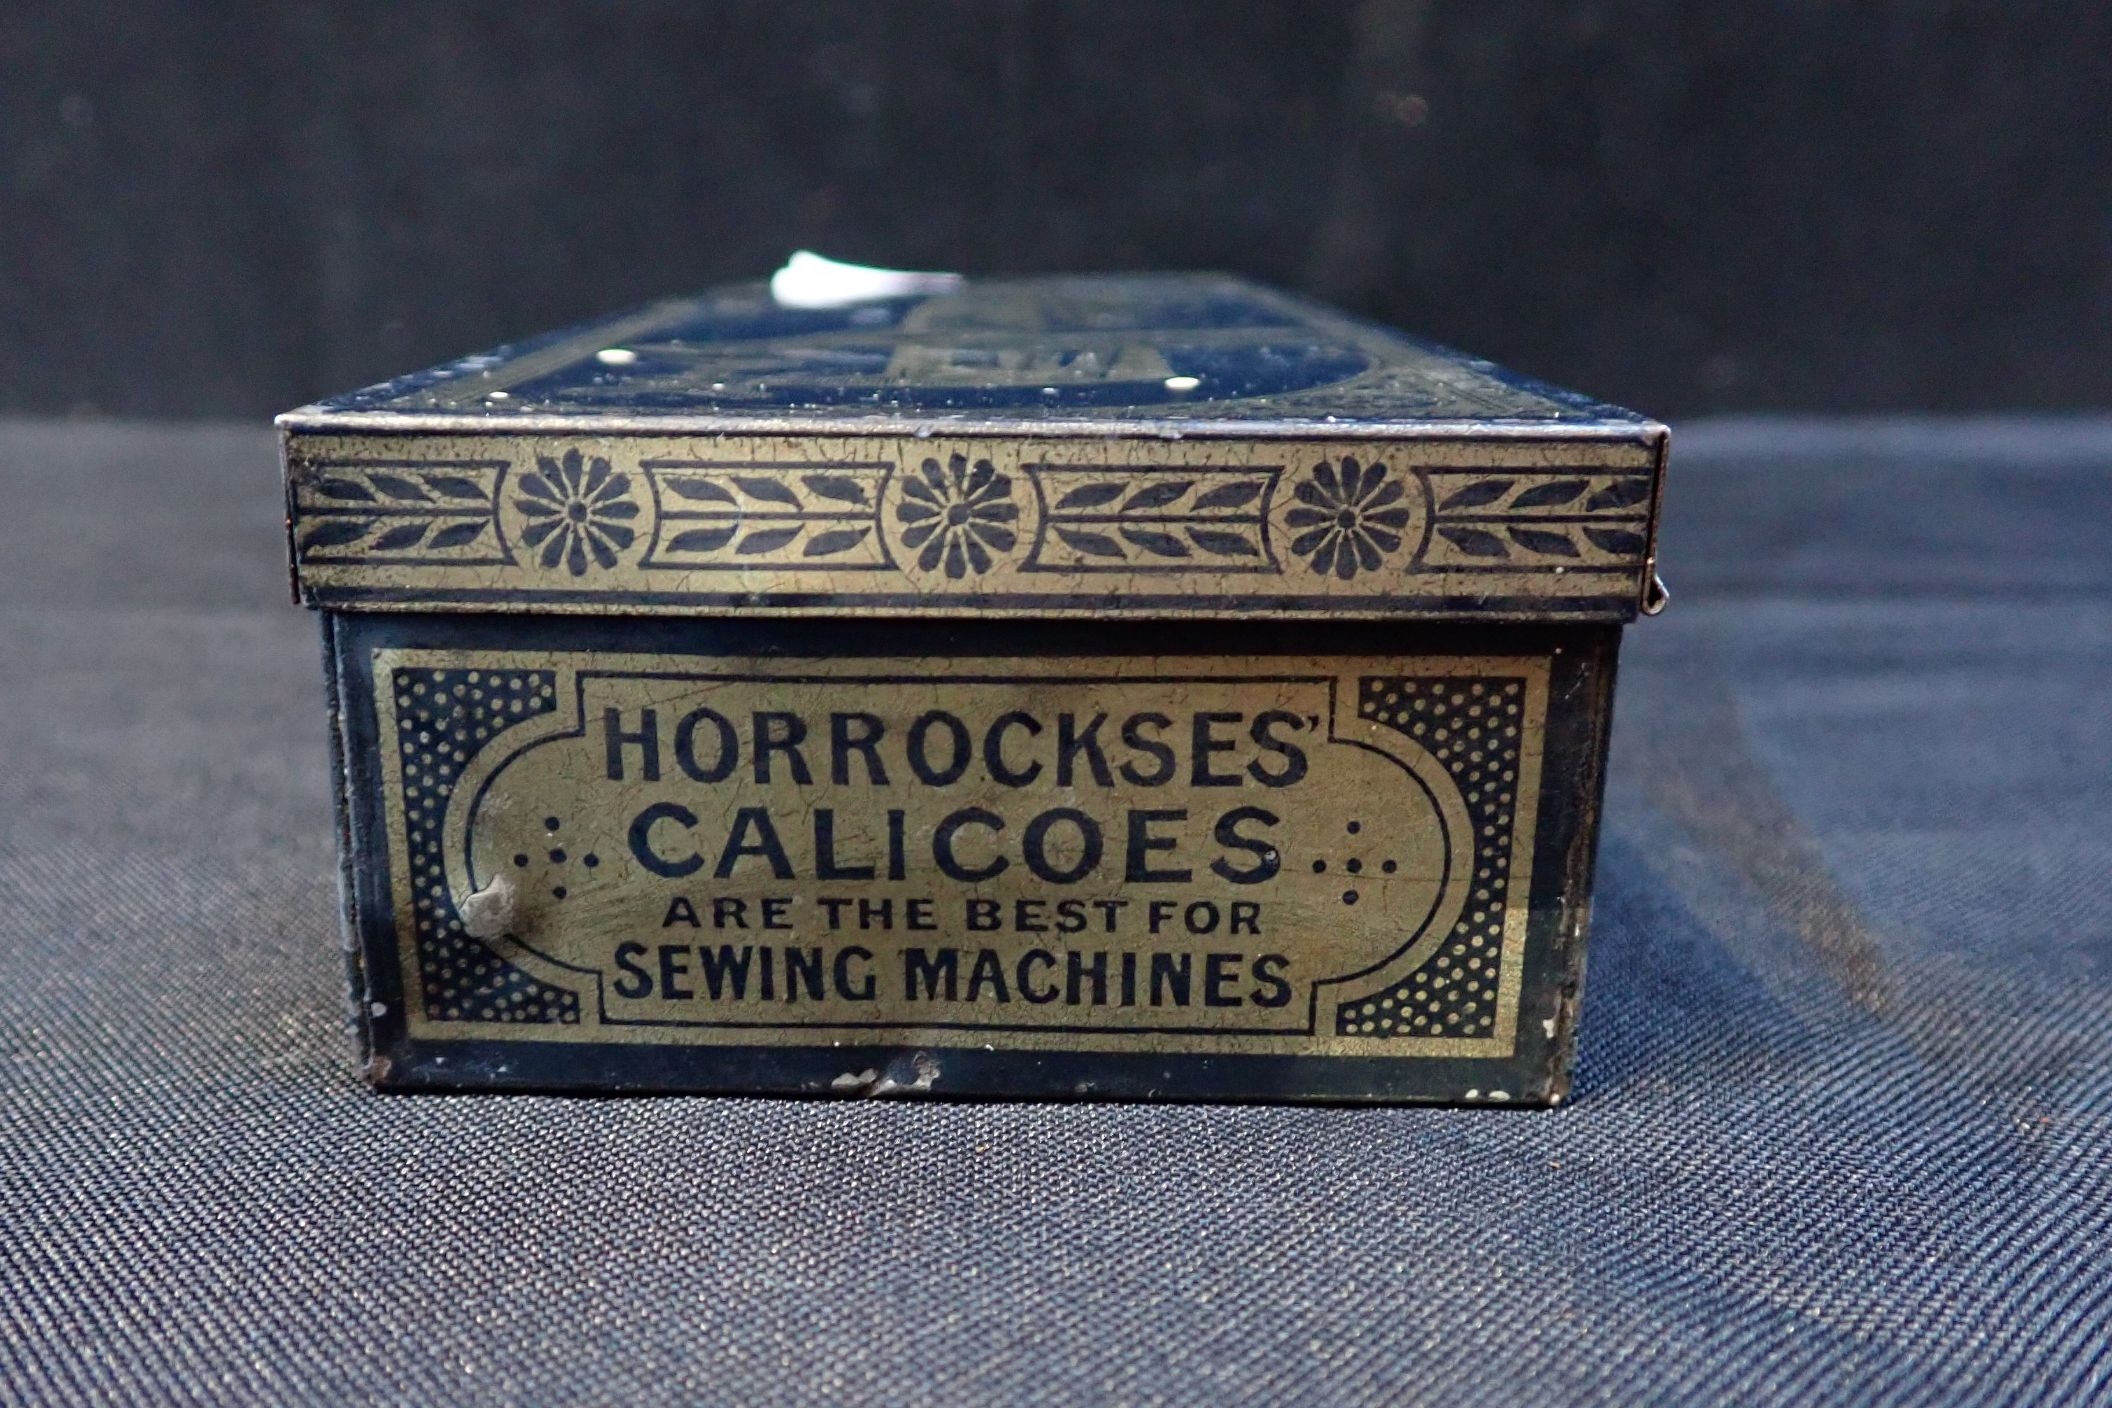 HORROCKSES'
CALICOES
ARE THE BEST FOR
SEWING MACHINES